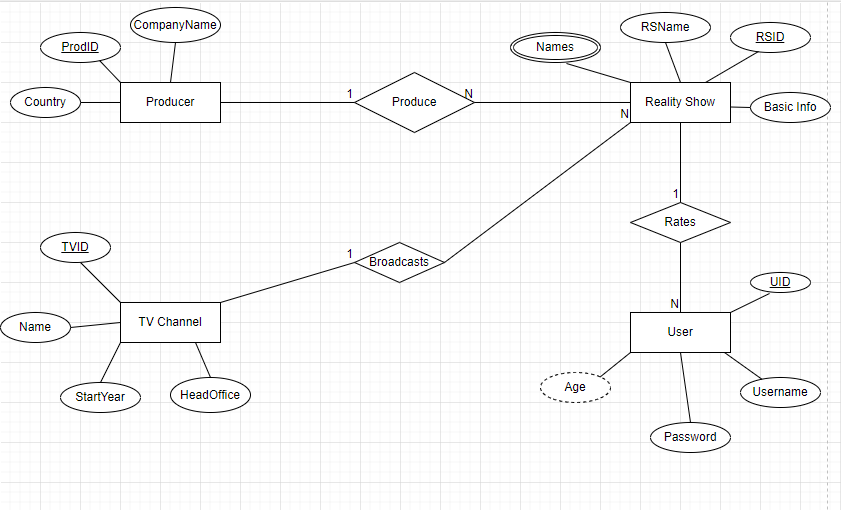 CompanyName
RSName
ProdID
Names
RSID
Country
Producer
1
Produce
N
Reality Show
Basic Info
N
1
Rates
TVID
1
Broadcasts
UID
N
Name
TV Channel
User
StartYear
HeadOffice
Age
Username
Password